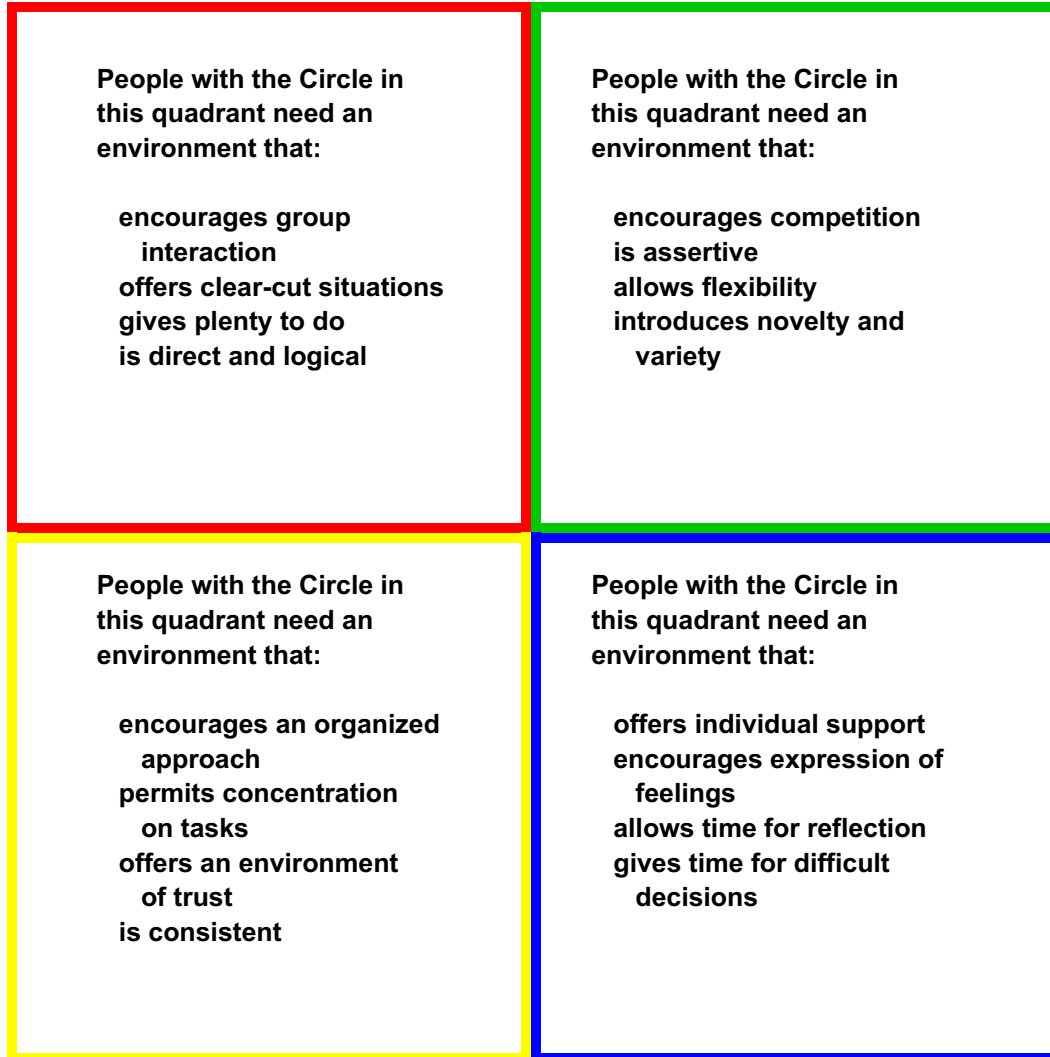 People with the Circle in
this quadrant need an
environment that:
encourages group
interaction
offers clear-cut situations
gives plenty to do
is direct and logical
People with the Circle in
this quadrant need an
environment that:
encourages competition
is assertive
allows flexibility
introduces novelty and
variety
People with the Circle in
this quadrant need an
environment that:
encourages an organized
approach
permits concentration
on tasks
offers an environment
of trust
is consistent
People with the Circle in
this quadrant need an
environment that:
offers individual support
encourages expression of
feelings
allows time for reflection
gives time for difficult
decisions